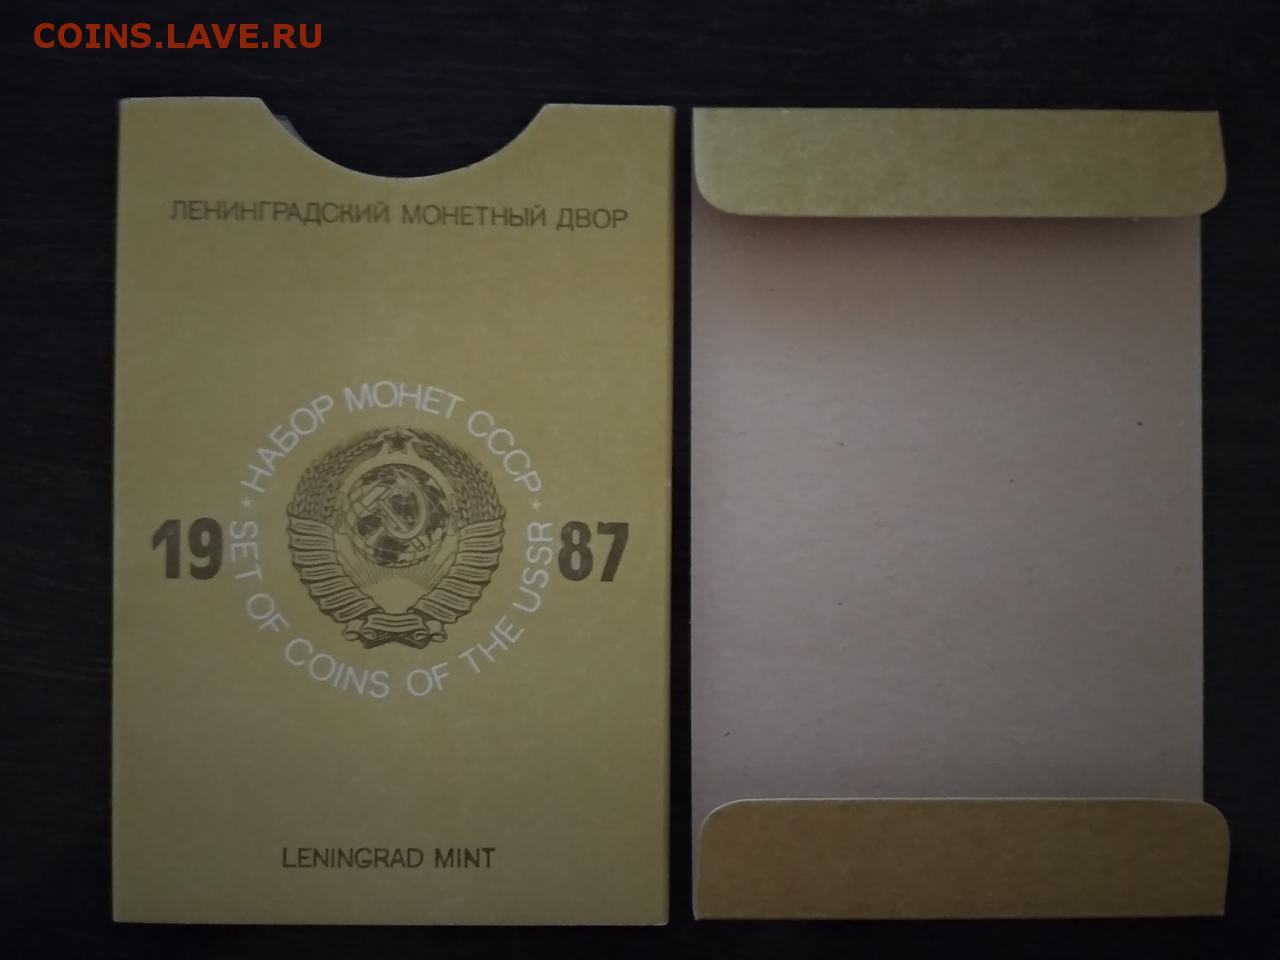 COINS.LAVE.RU
ЛЕНИНГРАДСКИЙ МОНЕТНЫЙ ДВОР
* НАБОР МОНЕТ СССР *
19 87
SET OF COINS OF THE USSR
LENINGRAD MINT